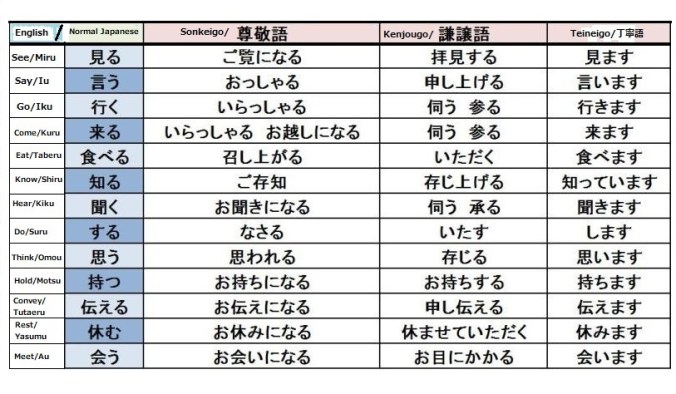 English / Normal Japanese Sonkeigo/ 尊敬語 Kenjougo/ 謙譲語 Teineigo/丁寧語
See/Miru 見る ご覧になる 拝見する 見ます
Say/Iu 言う おっしゃる 申し上げる 言います
Go/Iku 行く いらっしゃる 伺う 参る 行きます
Come/Kuru 来る いらっしゃる お越しになる 伺う 参る 来ます
Eat/Taberu 食べる 召し上がる いただく 食べます
Know/Shiru 知る ご存知 存じ上げる 知っています
Hear/Kiku 聞く お聞きになる 伺う 承る 聞きます
Do/Suru する なさる いたす します
Think/Omou 思う 思われる 存じる 思います
Hold/Motsu 持つ お持ちになる お持ちする 持ちます
Convey/
Tutaeru 伝える お伝えになる 申し伝える 伝えます
Rest/
Yasumu 休む お休みになる 休ませていただく 休みます
Meet/Au 会う お会いになる お目にかかる 会います